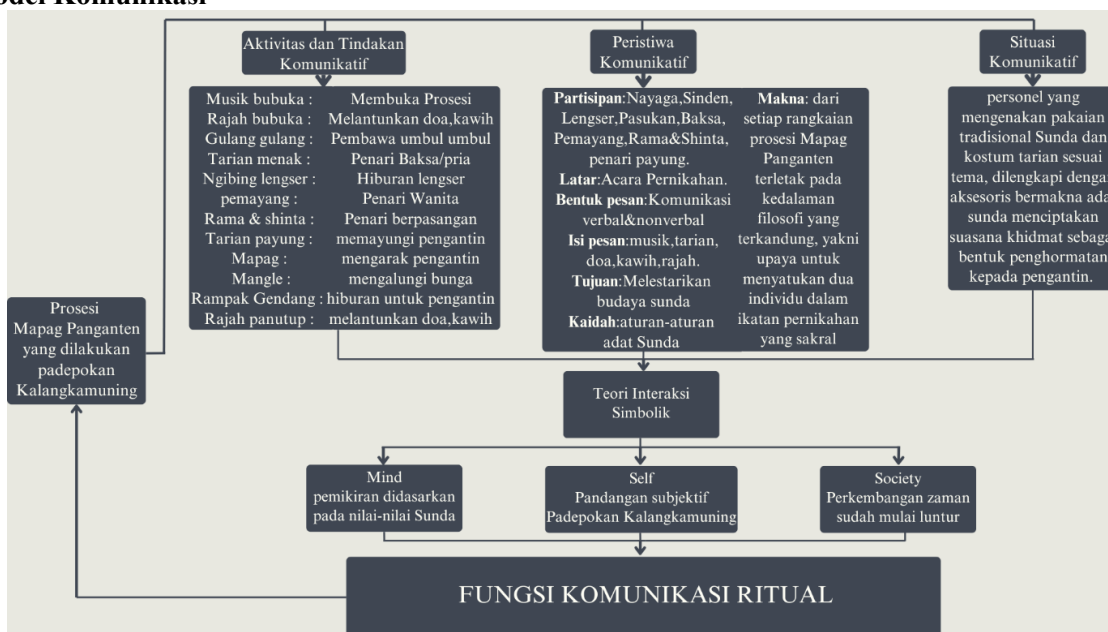 Aktivitas dan Tindakan
Komunikatif
Peristiwa
Komunikatif
Situasi
Komunikatif
Musik bubuka : Membuka Prosesi
Rajah bubuka : Melantunkan doa,kawih
Gulang gulang : Pembawa umbul umbul
Tarian menak : Penari Baksa/pria
Ngibing lengser : Hiburan lengser
pemayang : Penari Wanita
Rama & shinta : Penari berpasangan
Tarian payung : memayungi pengantin
Mapag : mengarak pengantin
Mangle : mengalungi bunga
Rampak Gendang : hiburan untuk pengantin
Rajah panutup : melantunkan doa,kawih
Partisipan:Nayaga,Sinden,
Lengser,Pasukan,Baksa,
Pemayang,Rama&Shinta,
penari payung.
Latar:Acara Pernikahan.
Bentuk pesan:Komunikasi
verbal&nonverbal
Isi pesan:musik,tarian,
doa,kawih,rajah.
Tujuan:Melestarikan
budaya sunda
Kaidah:aturan-aturan
adat Sunda
Makna: dari
setiap rangkaian
prosesi Mapag
Panganten
terletak pada
kedalaman
filosofi yang
terkandung, yakni
upaya untuk
menyatukan dua
individu dalam
ikatan pernikahan
yang sakral
personel yang
mengenakan pakaian
tradisional Sunda dan
kostum tarian sesuai
tema, dilengkapi dengan
aksesoris bermakna adat
sunda menciptakan
suasana khidmat sebagai
bentuk penghormatan
kepada pengantin.
Prosesi
Mapag Panganten
yang dilakukan
padepokan
Kalangkamuning
Teori Interaksi
Simbolik
Mind
pemikiran didasarkan
pada nilai-nilai Sunda
Self
Pandangan subjektif
Padepokan Kalangkamuning
Society
Perkembangan zaman
sudah mulai luntur
FUNGSI KOMUNIKASI RITUAL